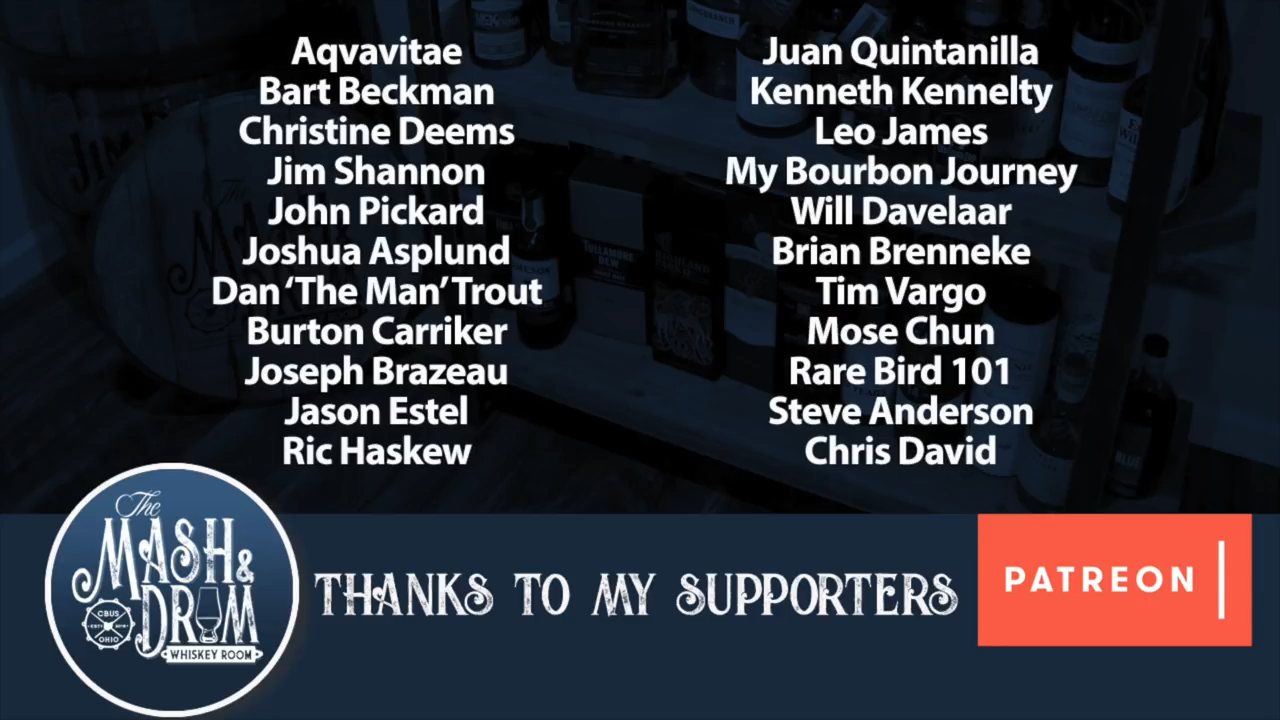 Aqvavitae
Bart Beckman
Christine Deems
Jim Shannon
John Pickard
Joshua Asplund
Dan ‘The Man’ Trout
Burton Carriker
Joseph Brazeau
Jason Estel
Ric Haskew
Juan Quintanilla
Kenneth Kennelty
Leo James
My Bourbon Journey
Will Davelaar
Brian Brenneke
Tim Vargo
Mose Chun
Rare Bird 101
Steve Anderson
Chris David
The
MASH &
DRUM
CBUS
OHIO
WHISKEY ROOM
THANKS TO MY SUPPORTERS
PATREON
TULLAMORE
DEW